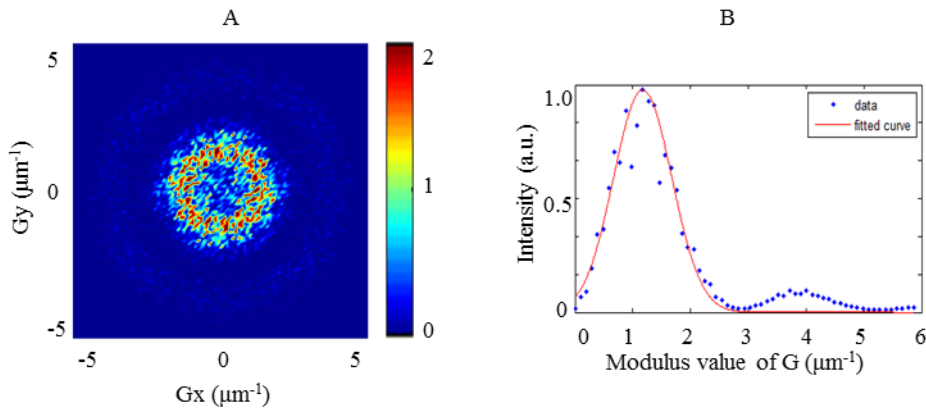 A
B
5
0
-5
Gy (μm-1)
-5
0
5
Gx (μm-1)
2
1
0
1.0
0.5
0
Intensity (a.u.)
data
fitted curve
0
1
2
3
4
5
6
Modulus value of G (μm-1)